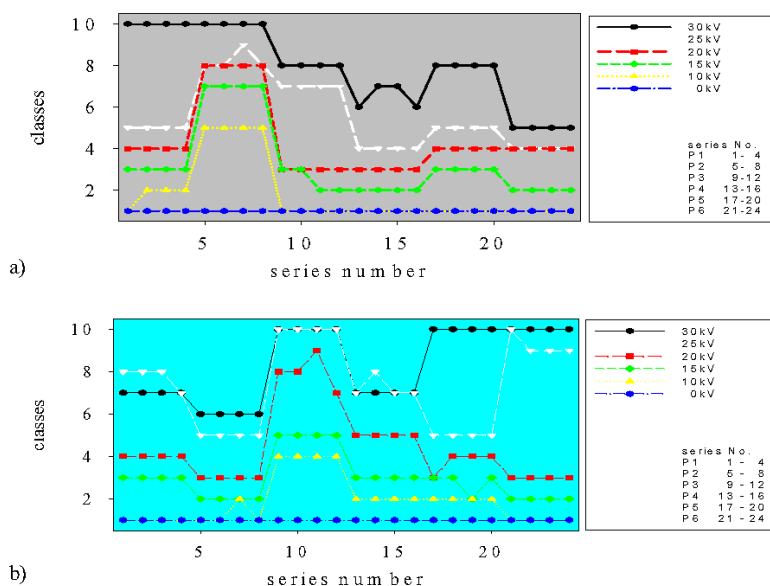 10
8
6
4
2
classes
5
10
15
20
series number
a)
30kV
25kV
20kV
15kV
10kV
0kV
series No.
P1 1- 4
P2 5- 8
P3 9-12
P4 13-16
P5 17-20
P6 21-24
10
8
6
4
2
classes
5
10
15
20
series number
b)
30kV
25kV
20kV
15kV
10kV
0kV
series No.
P1 1 - 4
P2 5 - 8
P3 9 -12
P4 13 -16
P5 17 -20
P6 21 -24